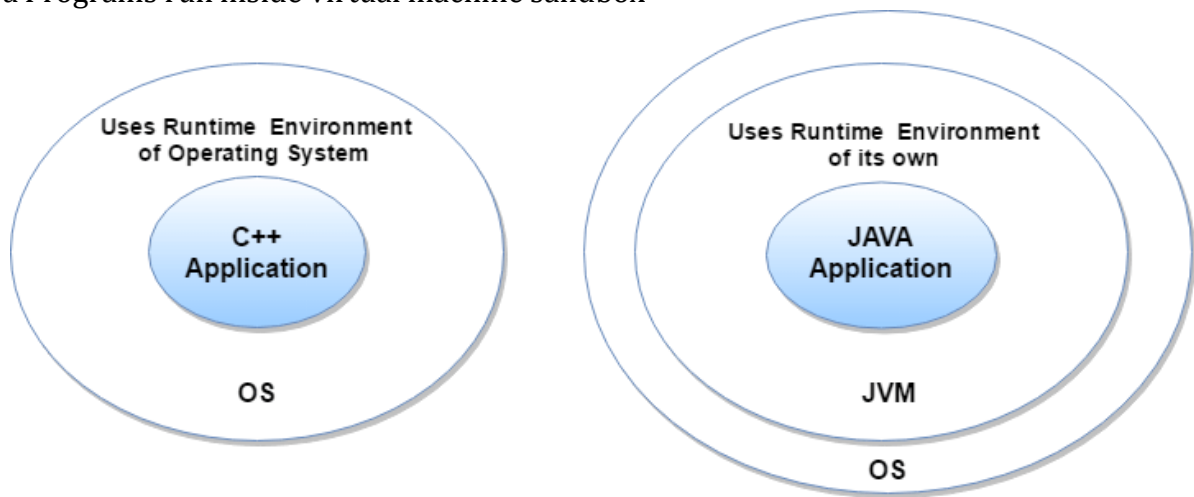 a Programs run inside virtual machine sandbox
Uses Runtime Environment
of Operating System
C++
Application
OS
Uses Runtime Environment
of its own
JAVA
Application
JVM
OS